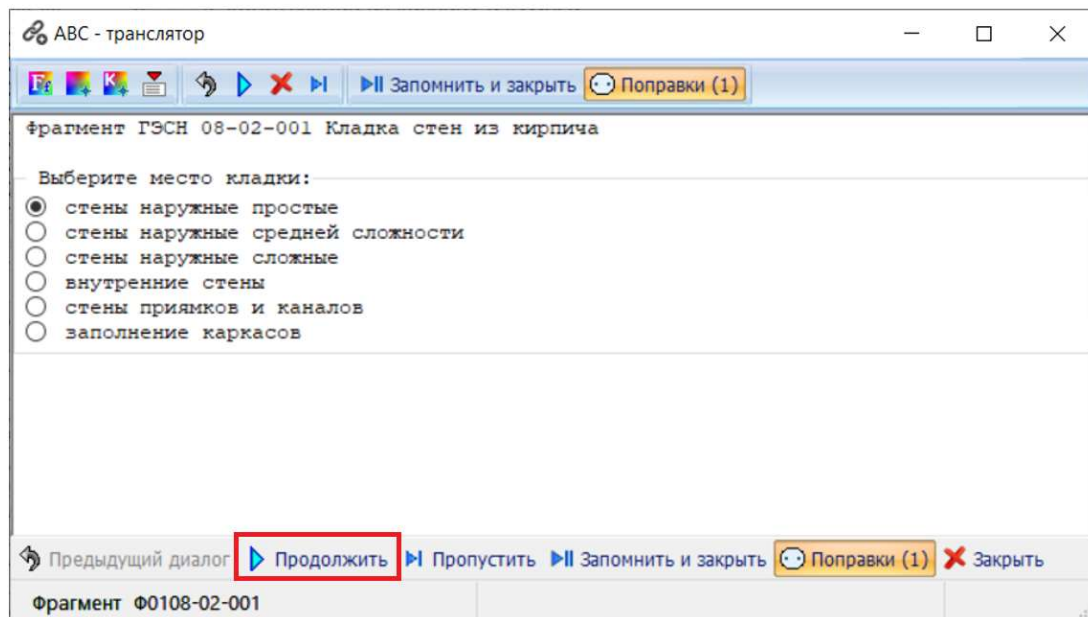 АВС - транслятор
Запомнить и закрыть Поправки (1)
Фрагмент ГЭСН 08-02-001 Кладка стен из кирпича
Выберите место кладки:
стены наружные простые
стены наружные средней сложности
стены наружные сложные
внутренние стены
стены приямков и каналов
заполнение каркасов
Предыдущий диалог Продолжить Пропустить Запомнить и закрыть Поправки (1) Закрыть
Фрагмент Ф0108-02-001